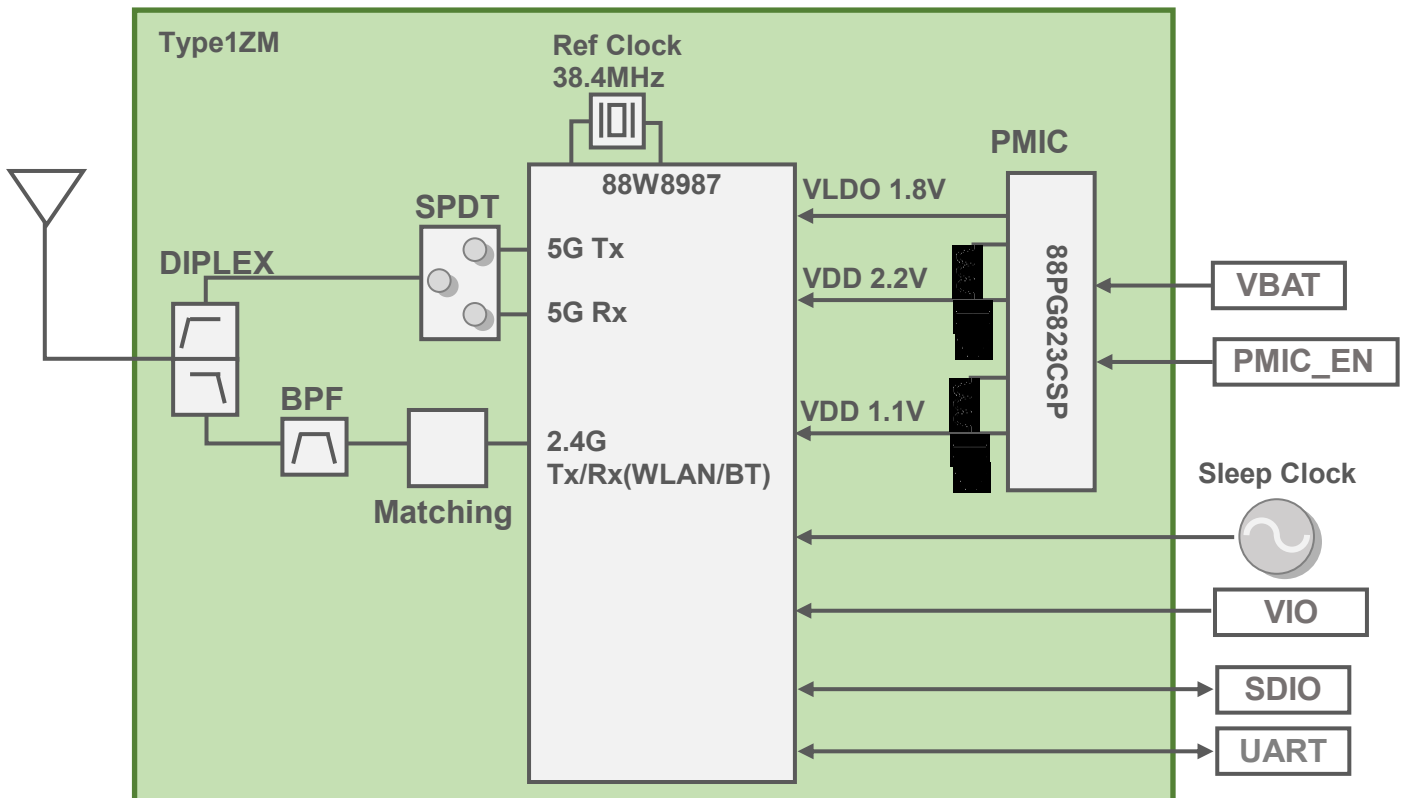 Type1ZM
Ref Clock
38.4MHz
PMIC
88W8987
VLDO 1.8V
SPDT
5G Tx
DIPLEX
VDD 2.2V
88PG823CSP
VBAT
5G Rx
PMIC_EN
BPF
VDD 1.1V
2.4G
Tx/Rx(WLAN/BT)
Sleep Clock
Matching
VIO
SDIO
UART